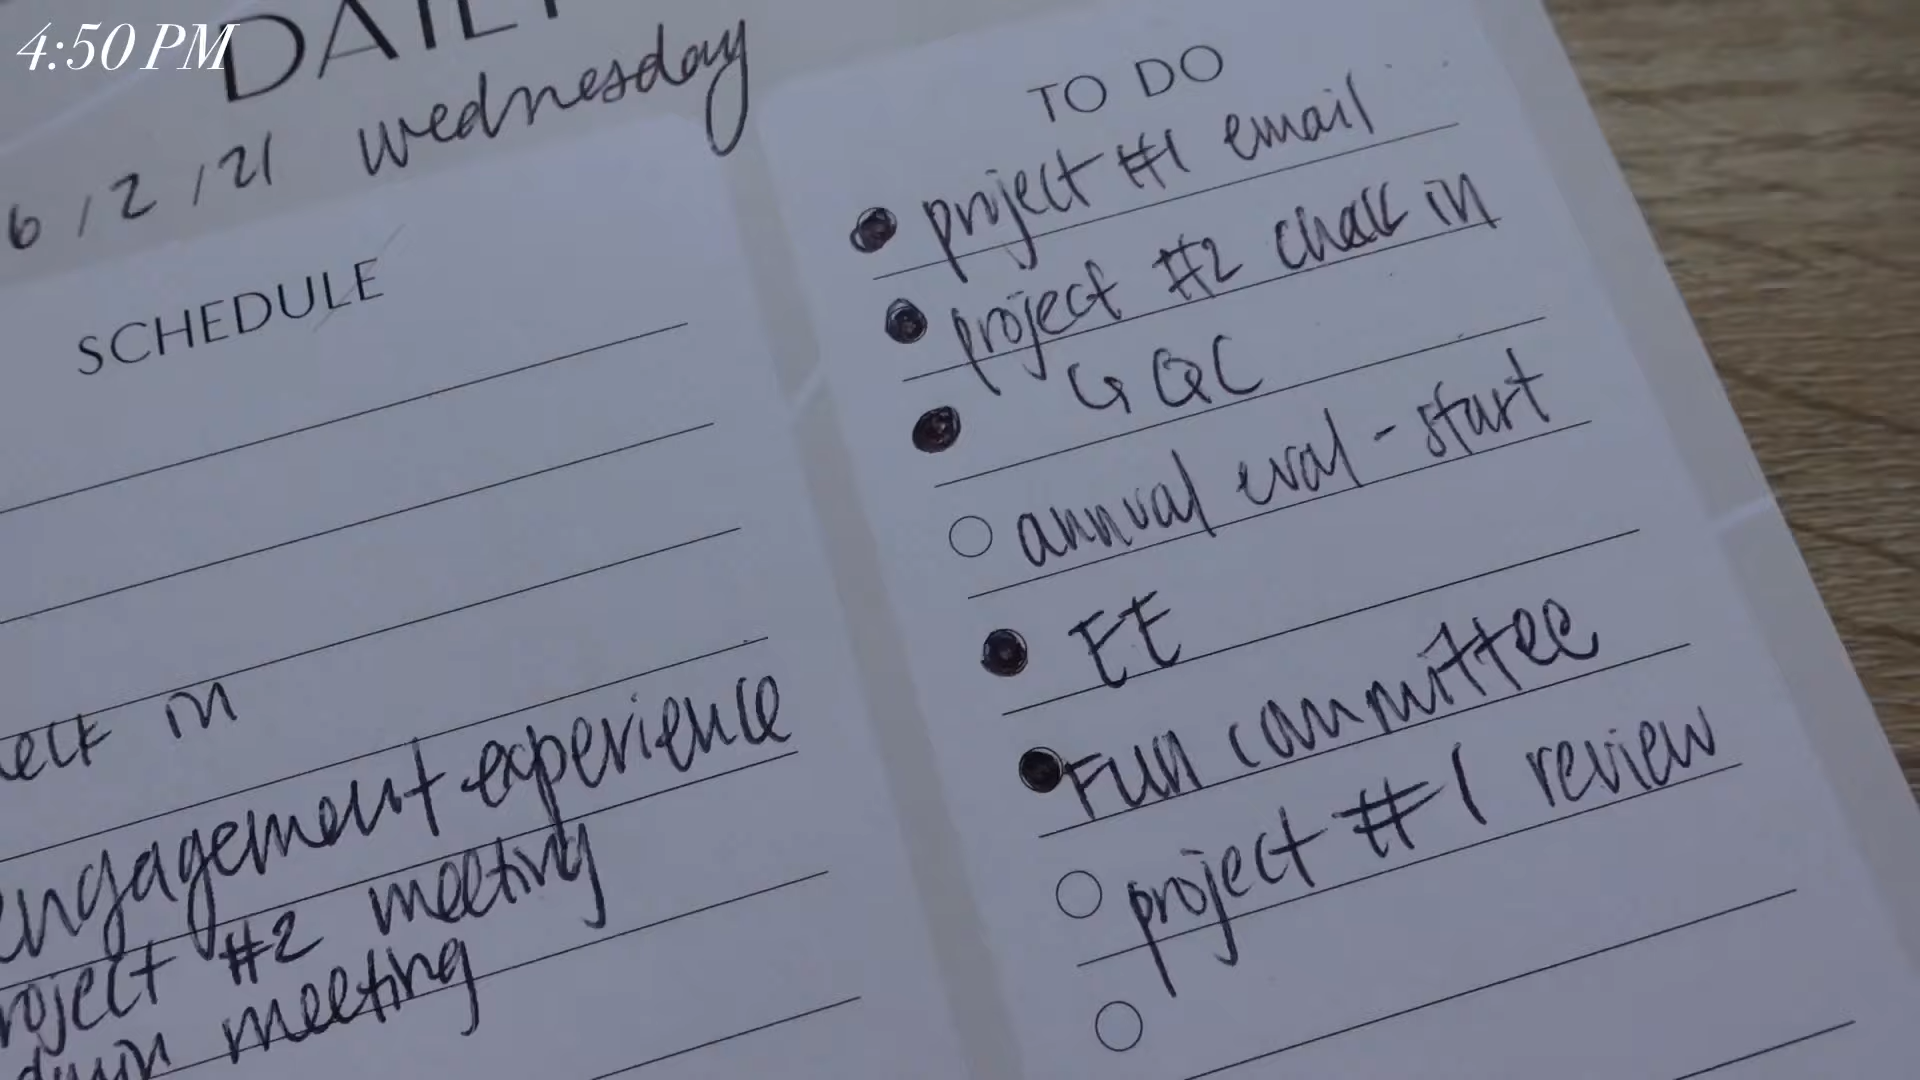 4:50 PM
DAILY
6/2/21 wednesday
SCHEDULE
in
engagement experience
project #2 meeting
meeting
TO DO
project #1 email
project #2 check in
QC
annual eval - start
EE
Fun committee
project #1 review